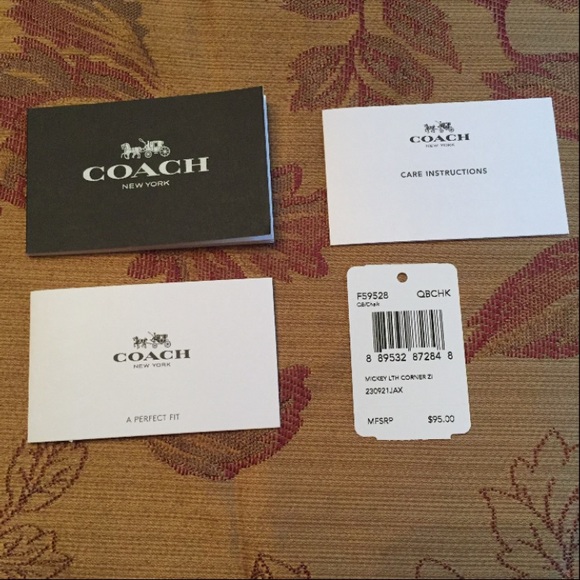 COACH
NEW YORK
COACH
NEW YORK
CARE INSTRUCTIONS
COACH
NEW YORK
A PERFECT FIT
F59528 QBCHK
QB/Chalk
8 89532 87284 8
MICKEY LTH CORNER ZI
230921JAX
MFSRP $95.00